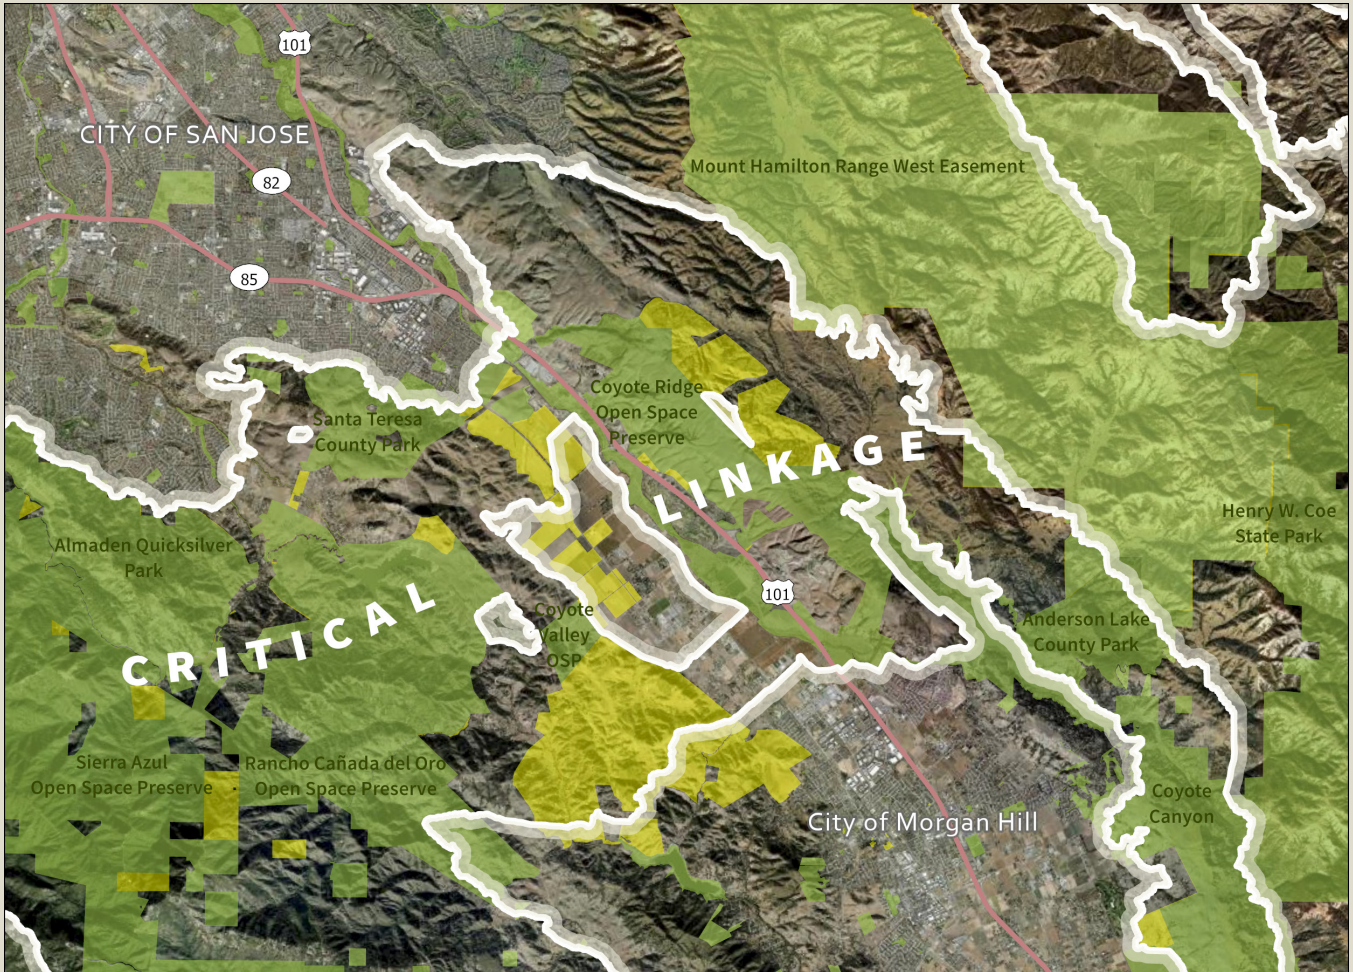 101
CITY OF SAN JOSE
82
Mount Hamilton Range West Easement
85
Coyote Ridge
Open Space
Preserve
Santa Teresa
County Park
LINKAGE
Henry W. Coe
State Park
Almaden Quicksilver
Park
101
CRITICAL
Coyote
Valley
OSP
Anderson Lake
County Park
Sierra Azul
Open Space Preserve
Rancho Cañada del Oro
Open Space Preserve
Coyote
Canyon
City of Morgan Hill